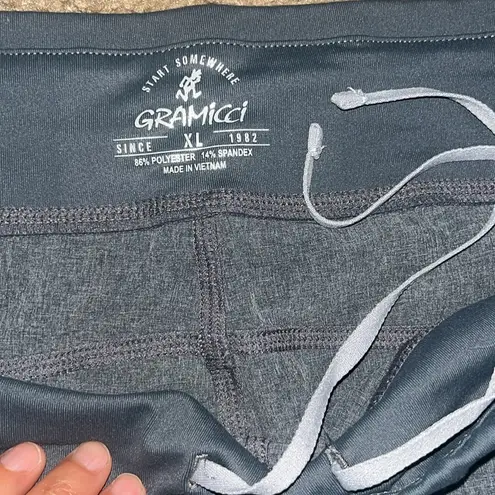 START SOMEWHERE
GRAMiCCi
SINCE XL 1982
86% POLYESTER 14% SPANDEX
MADE IN VIETNAM